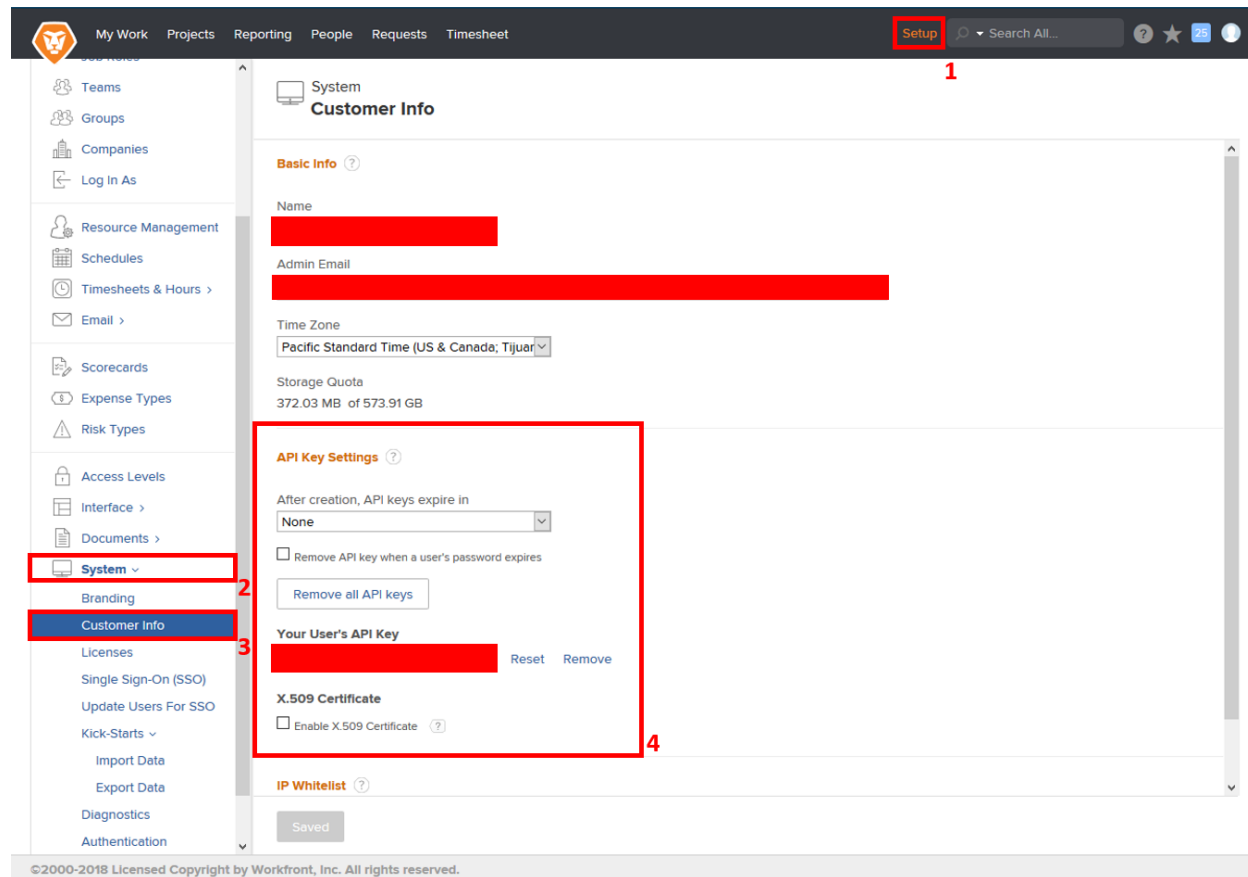 My Work Projects Reporting People Requests Timesheet Setup Search All... ? 25
1
Job Roles
Teams
Groups
Companies
Log In As
Resource Management
Schedules
Timesheets & Hours >
Email >
Scorecards
Expense Types
Risk Types
Access Levels
Interface >
Documents >
System
2
Branding
Customer Info
3
Licenses
Single Sign-On (SSO)
Update Users For SSO
Kick-Starts
Import Data
Export Data
Diagnostics
Authentication
System
Customer Info
Basic Info ?
Name
Admin Email
Time Zone
Pacific Standard Time (US & Canada; Tijuar
Storage Quota
372.03 MB of 573.91 GB
API Key Settings ?
After creation, API keys expire in
None
Remove API key when a user's password expires
Remove all API keys
Your User's API Key
Reset Remove
X.509 Certificate
Enable X.509 Certificate ?
4
IP Whitelist ?
Saved
©2000-2018 Licensed Copyright by Workfront, Inc. All rights reserved.